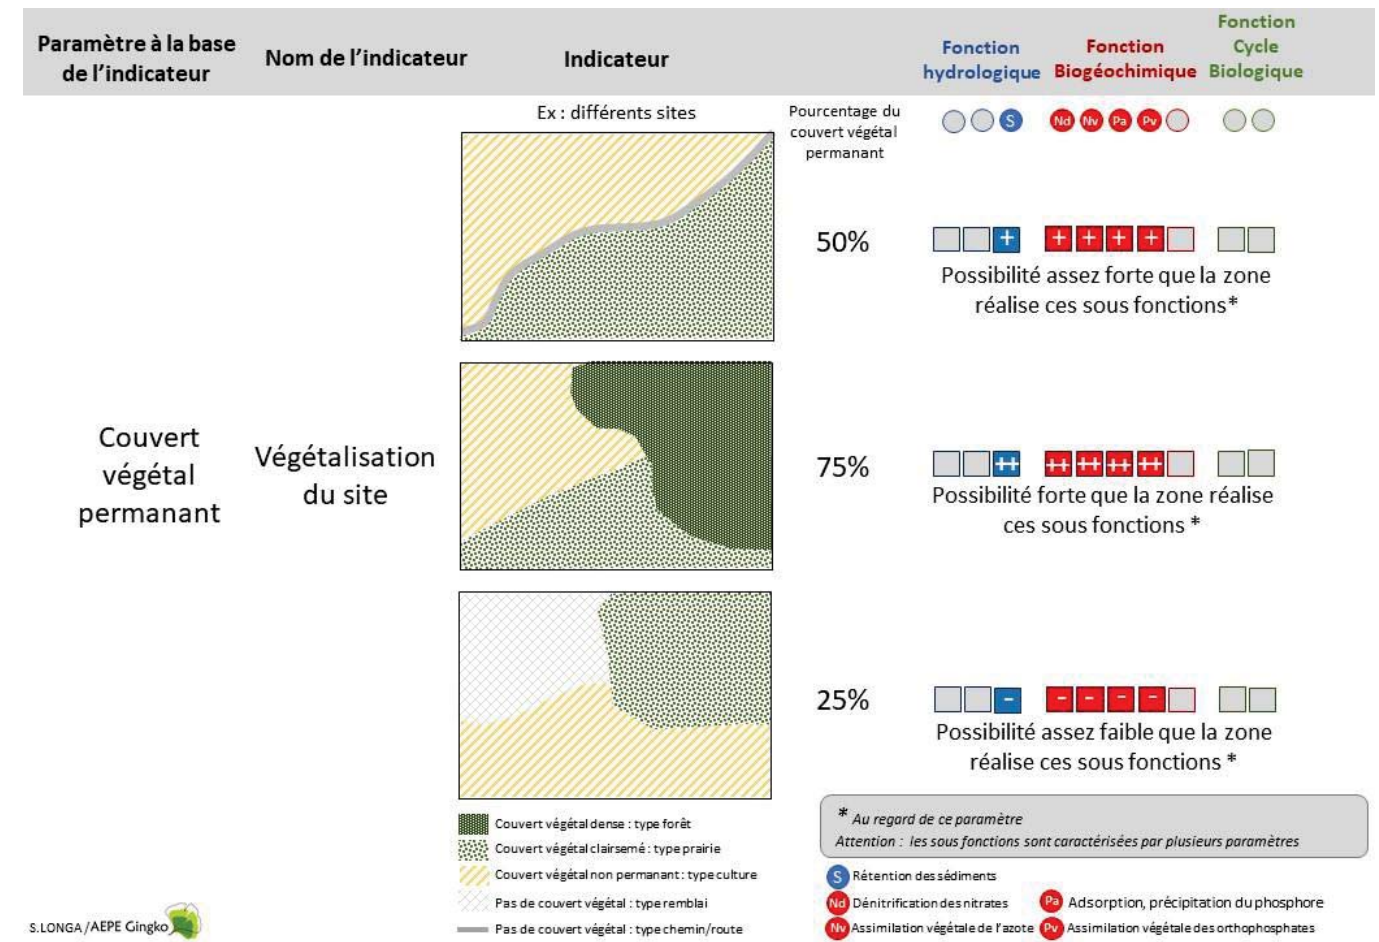 Paramètre à la base
de l'indicateur
Nom de l'indicateur
Indicateur
Fonction
hydrologique
Fonction
Biogéochimique
Fonction
Cycle
Biologique
Ex : différents sites
Pourcentage du
couvert végétal
permanant
S
Nd Nv Pa Pv
Couvert
végétal
permanant
Végétalisation
du site
50%
+ + + + +
Possibilité assez forte que la zone
réalise ces sous fonctions*
75%
++ ++ ++ ++ ++
Possibilité forte que la zone réalise
ces sous fonctions *
25%
- - - - -
Possibilité assez faible que la zone
réalise ces sous fonctions *
Couvert végétal dense : type forêt
Couvert végétal clairsemé : type prairie
Couvert végétal non permanant : type culture
Pas de couvert végétal : type remblai
Pas de couvert végétal : type chemin/route
* Au regard de ce paramètre
Attention : les sous fonctions sont caractérisées par plusieurs paramètres
S Rétention des sédiments
Nd Dénitrification des nitrates
Pa Adsorption, précipitation du phosphore
Nv Assimilation végétale de l'azote
Pv Assimilation végétale des orthophosphates
S.LONGA / AEPE Gingko